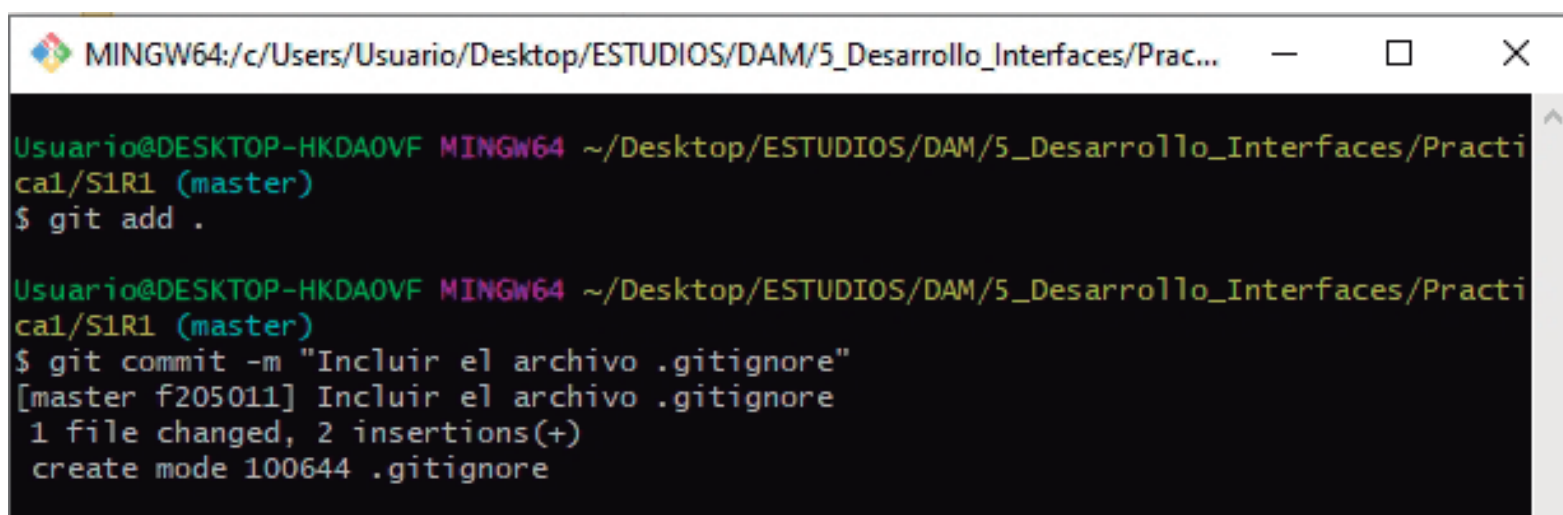 MINGW64:/c/Users/Usuario/Desktop/ESTUDIOS/DAM/5_Desarrollo_Interfaces/Prac...
Usuario@DESKTOP-HKDAOVF MINGW64 ~/Desktop/ESTUDIOS/DAM/5_Desarrollo_Interfaces/Practi
ca1/S1R1 (master)
$ git add .
Usuario@DESKTOP-HKDAOVF MINGW64 ~/Desktop/ESTUDIOS/DAM/5_Desarrollo_Interfaces/Practi
ca1/S1R1 (master)
$ git commit -m "Incluir el archivo .gitignore"
[master f205011] Incluir el archivo .gitignore
 1 file changed, 2 insertions(+)
 create mode 100644 .gitignore